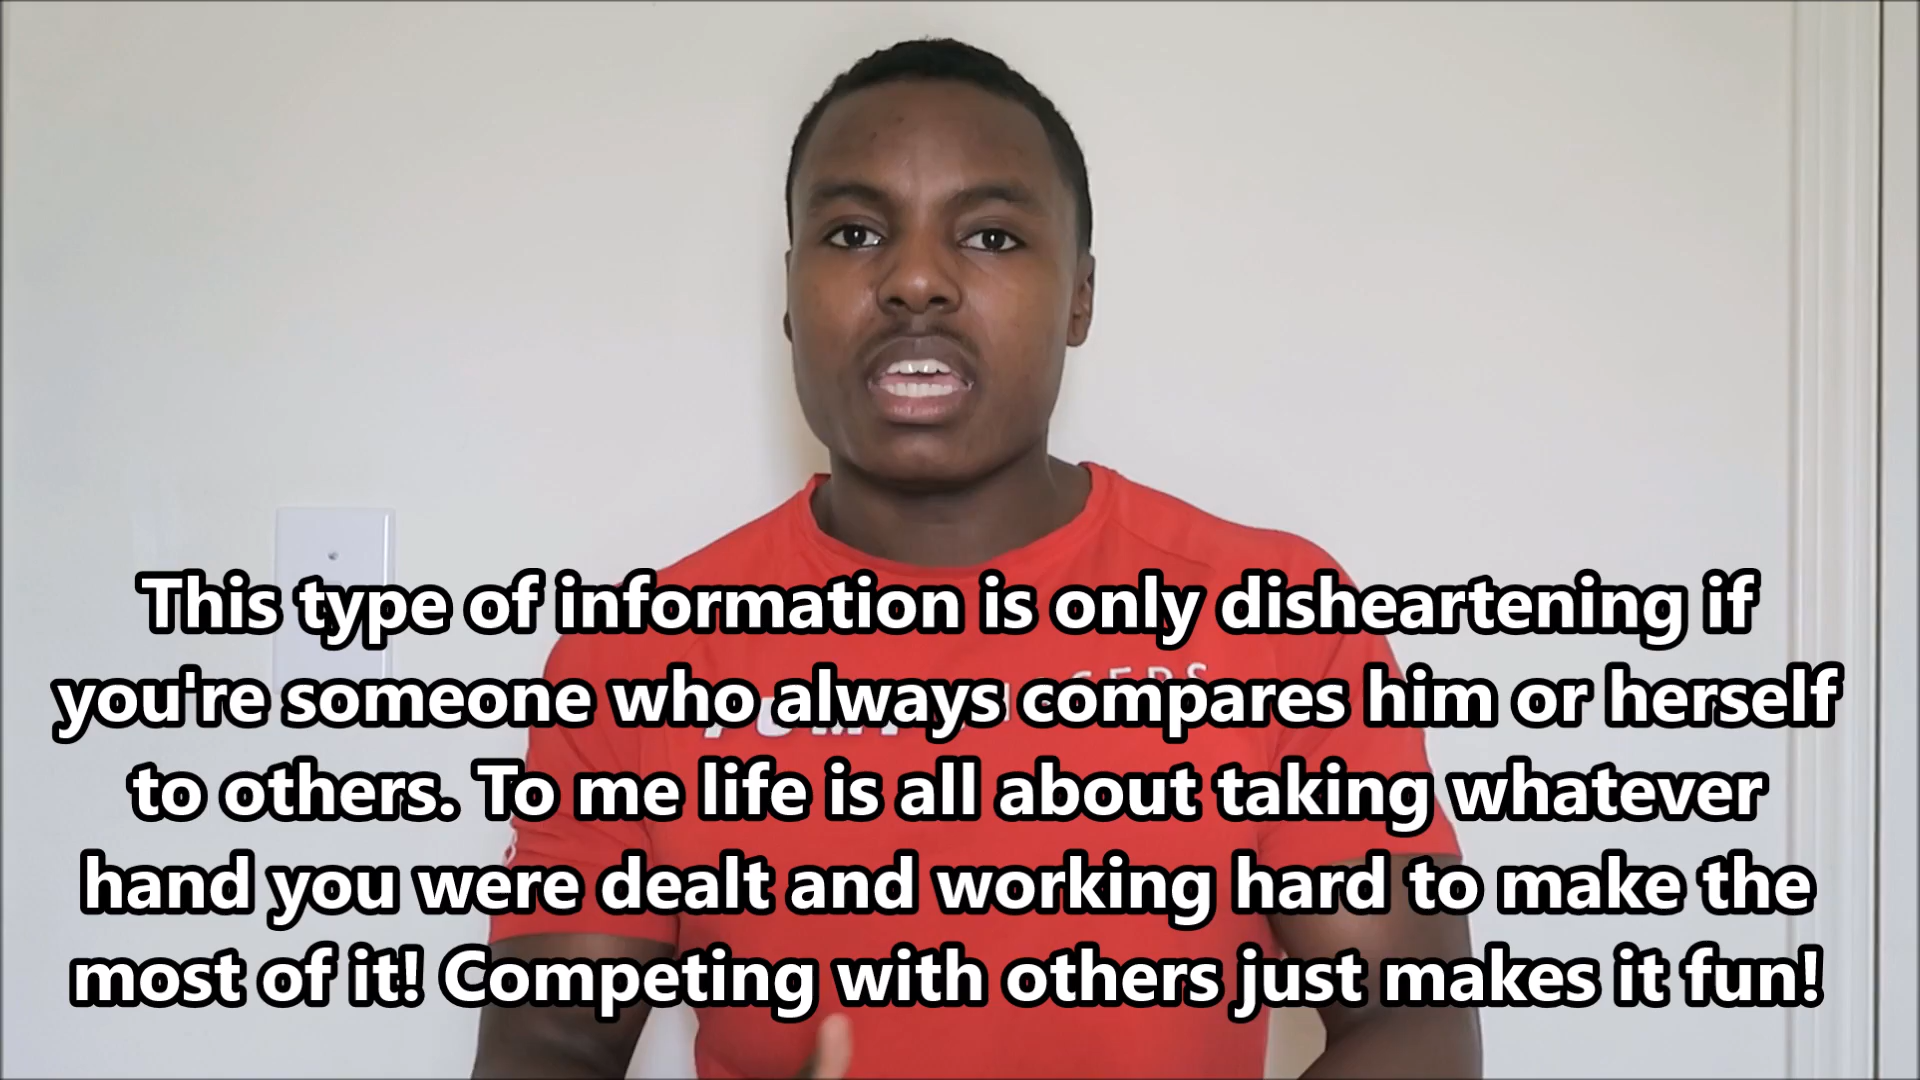 This type of information is only disheartening if
you're someone who always compares him or herself
to others. To me life is all about taking whatever
hand you were dealt and working hard to make the
most of it! Competing with others just makes it fun!